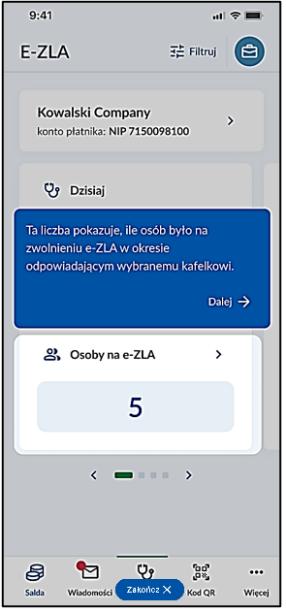 9:41
E-ZLA
Filtruj
Kowalski Company
konto płatnika: NIP 7150098100
Dzisiaj
Ta liczba pokazuje, ile osób było na
zwolnieniu e-ZLA w okresie
odpowiadającym wybranemu kafelkowi.
Dalej →
Osoby na e-ZLA
5
Salda
Wiadomości
Zakończ
Kod QR
Więcej